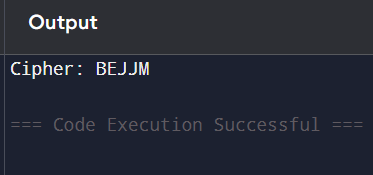 Output
Cipher: BEJJM
=== Code Execution Successful ===